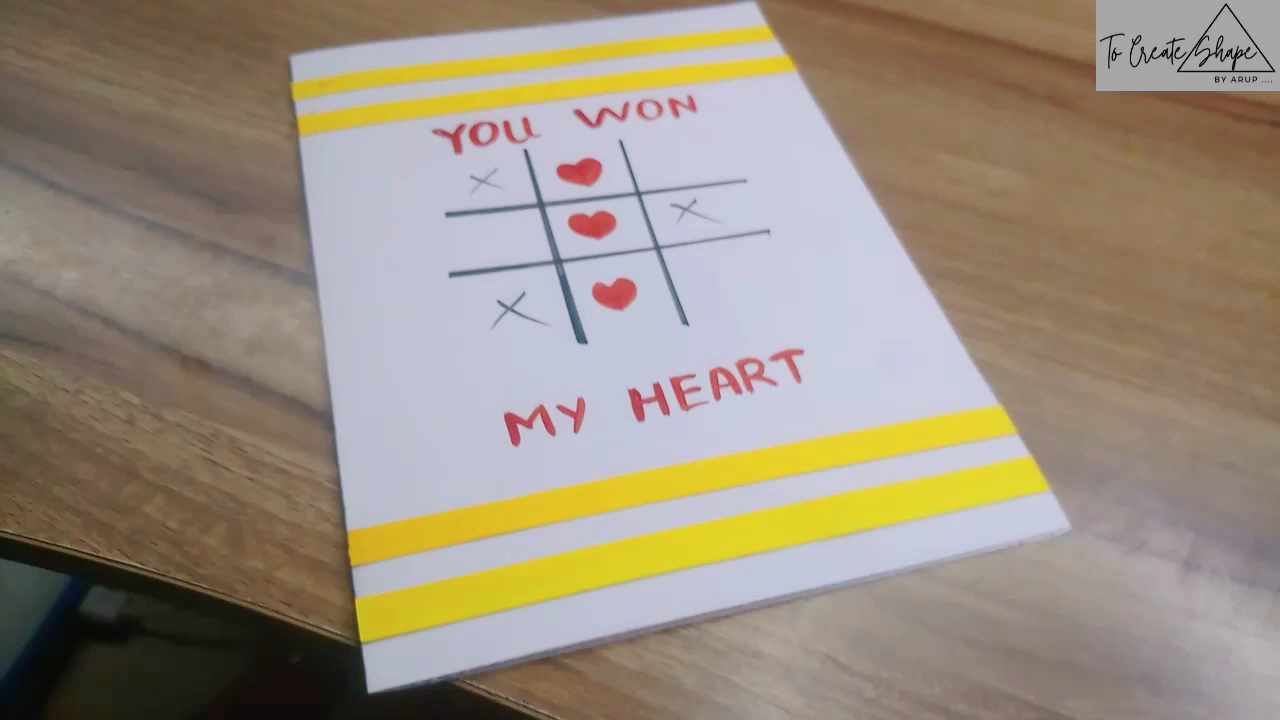 To Create Shape
BY ARUP ....
YOU WON
X
X
X
MY HEART